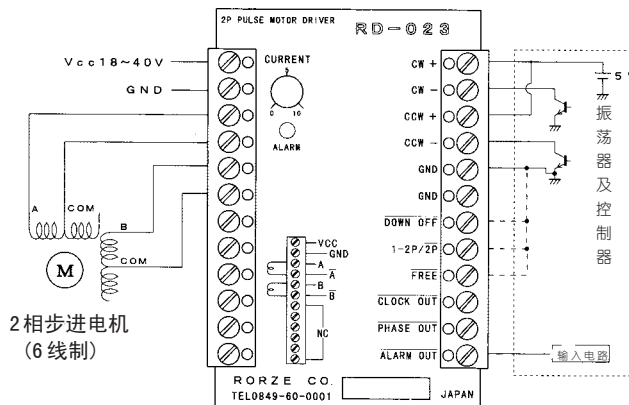 2P PULSE MOTOR DRIVER
RD-023
Vcc18~40V
GND
CURRENT
5
0 10
ALARM
A COM
B
COM
M
2相步进电机
(6线制)
VCC
GND
A
A̅
B
B̅
NC
CW +
CW -
CCW +
CCW -
GND
GND
DOWN OFF
1-2P/2P
FREE
CLOCK OUT
PHASE OUT
ALARM OUT
5
振荡器及控制器
输入电路
RORZE CO.
TEL0849-60-0001
JAPAN